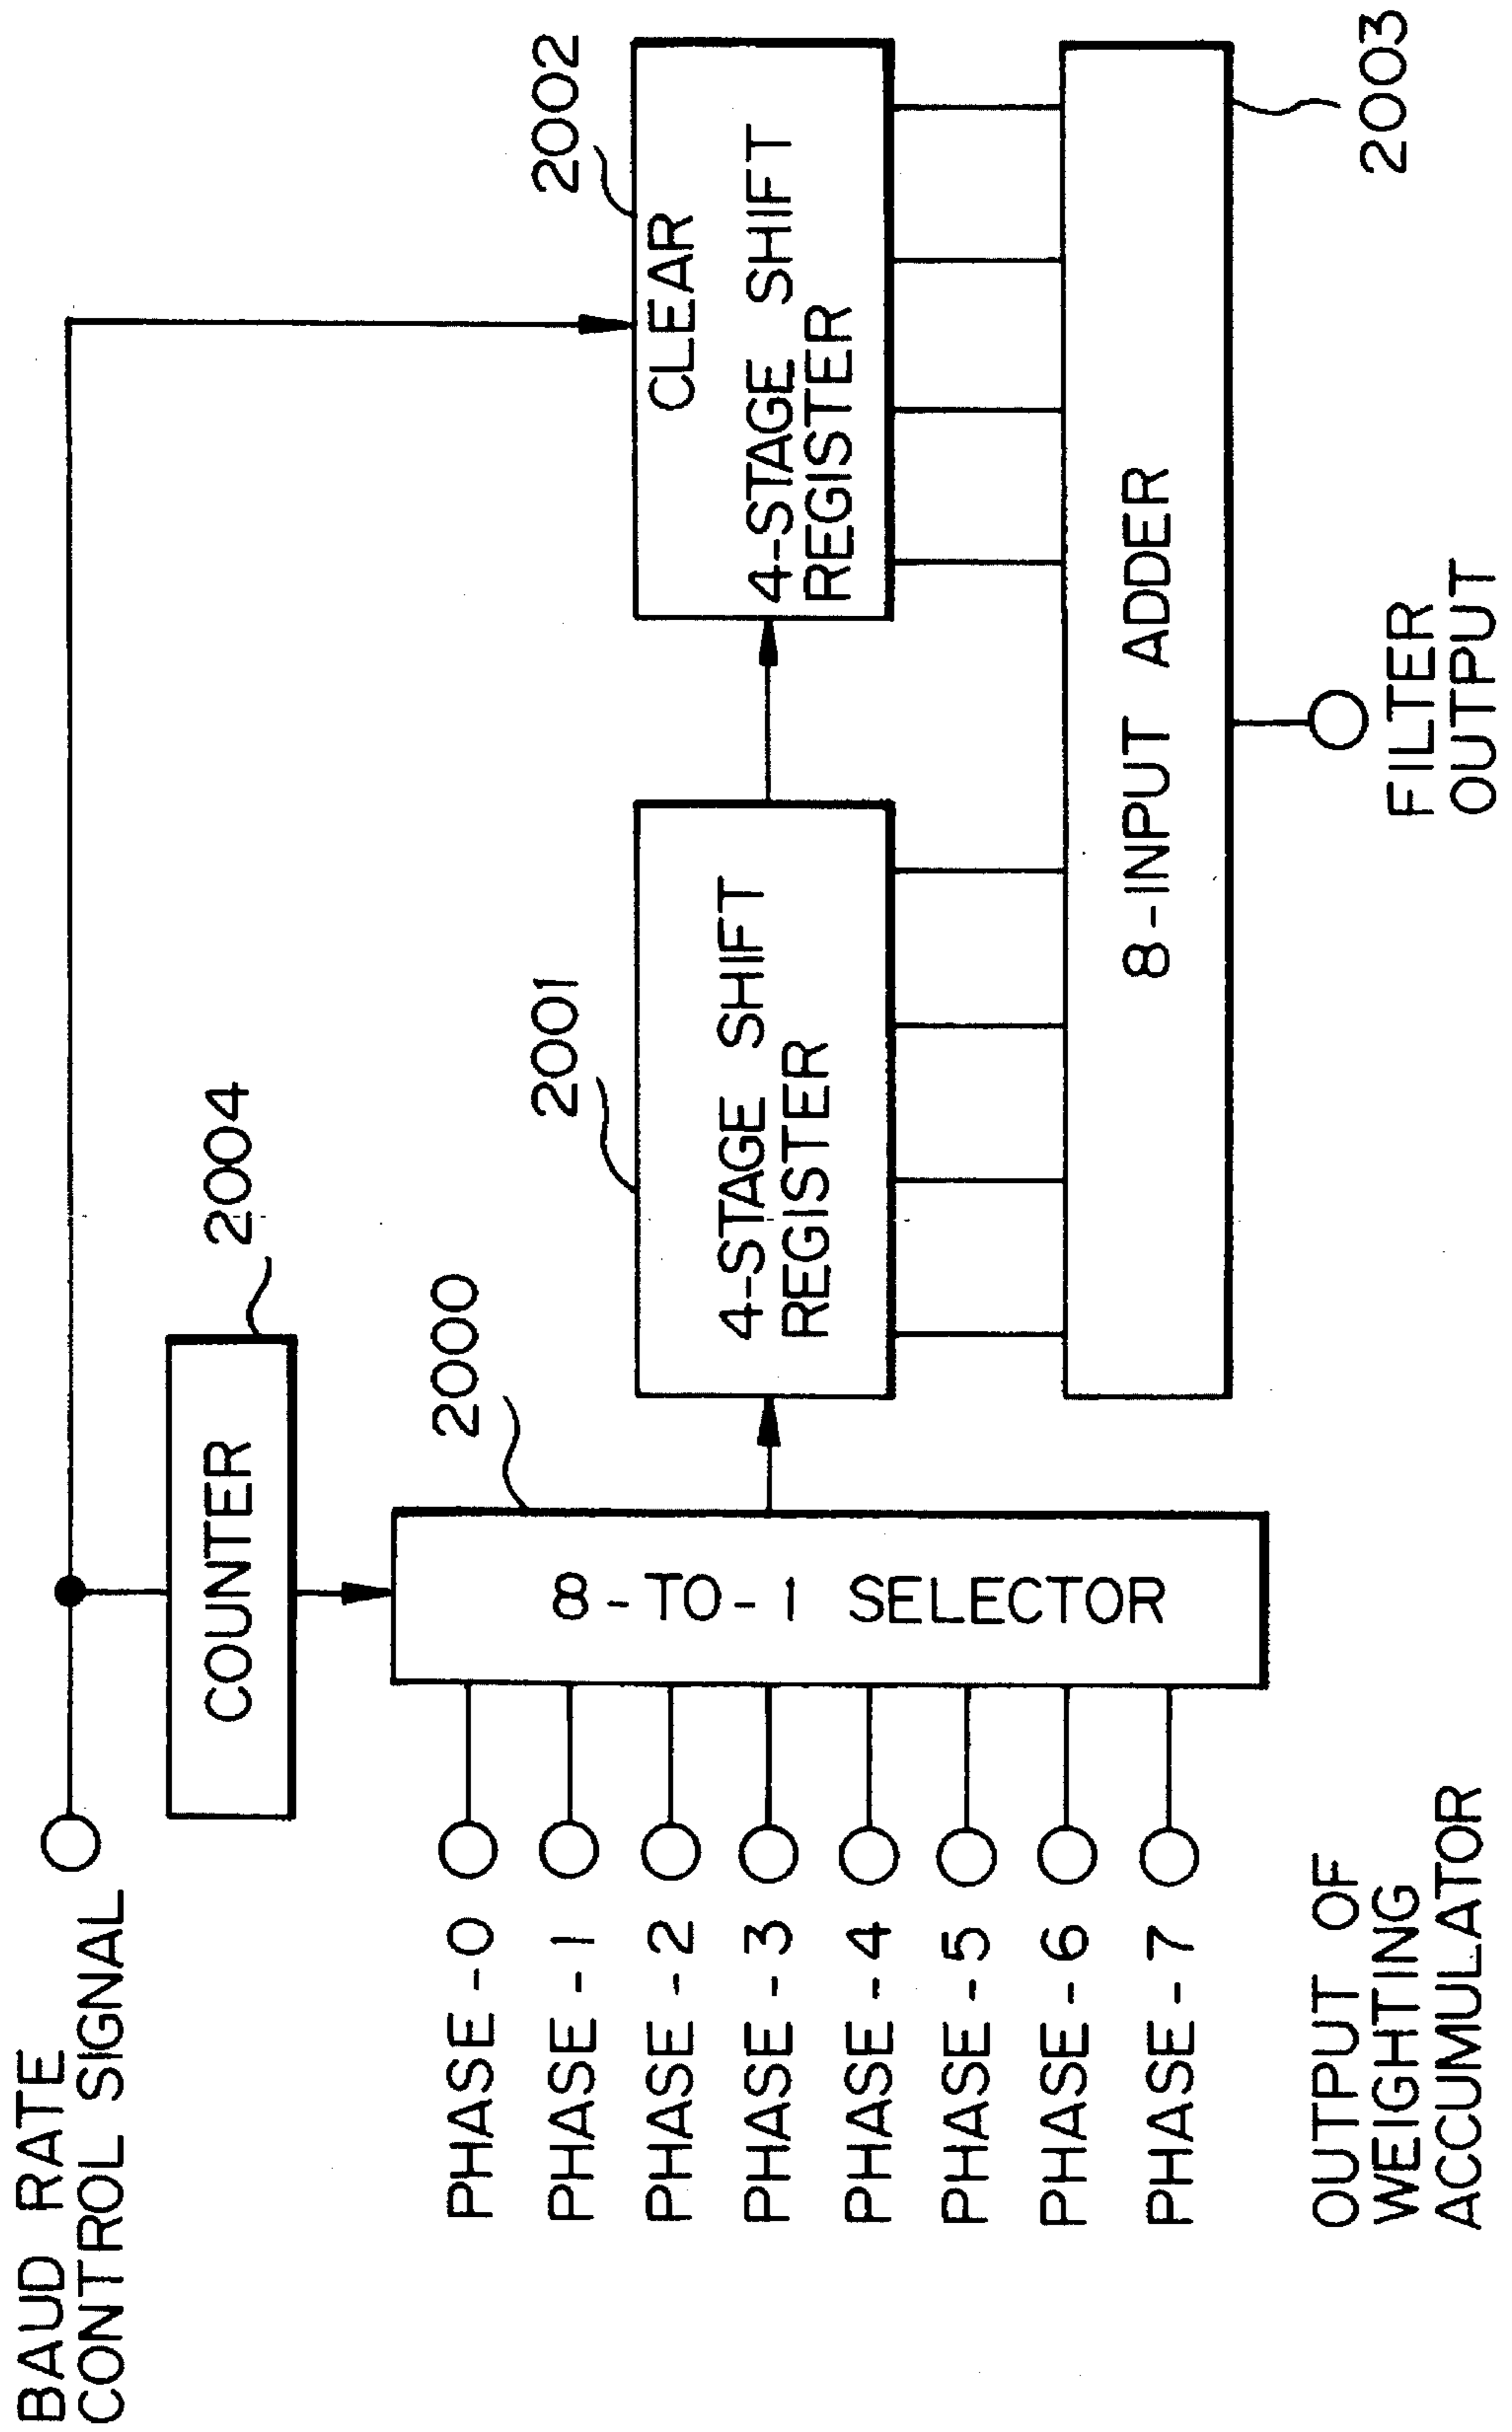 BAUD RATE
CONTROL SIGNAL
COUNTER
2004
PHASE-0
PHASE-1
PHASE-2
PHASE-3
PHASE-4
PHASE-5
PHASE-6
PHASE-7
OUTPUT OF
WEIGHTING
ACCUMULATOR
2000
8-TO-1 SELECTOR
2001
4-STAGE SHIFT
REGISTER
2002
CLEAR
4-STAGE SHIFT
REGISTER
8-INPUT ADDER
2003
FILTER
OUTPUT